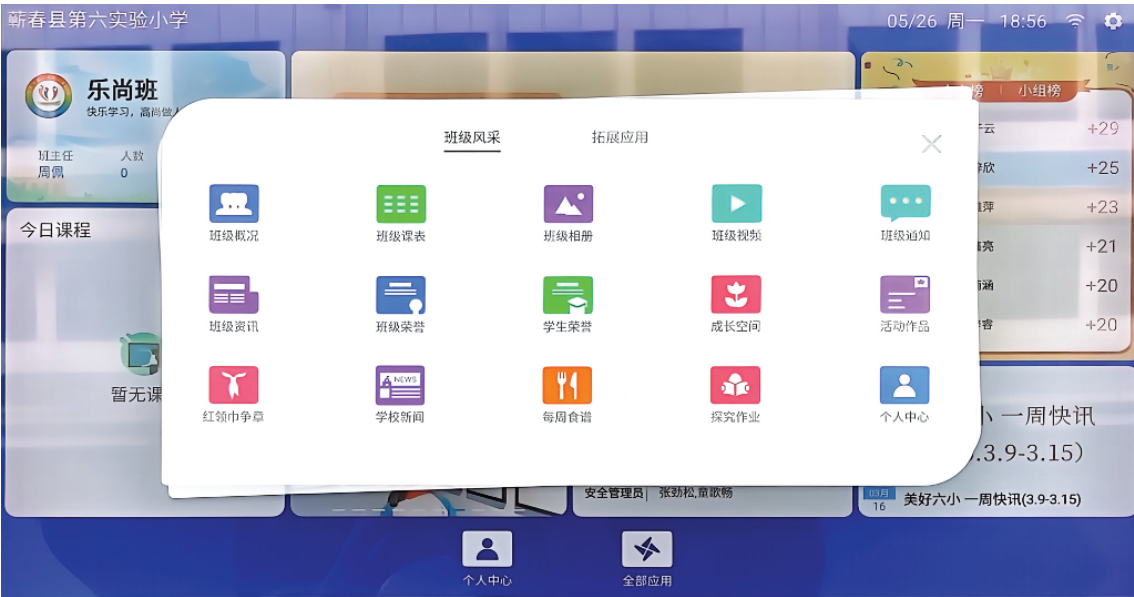 蕲春县第六实验小学
05/26 周一 18:56
乐尚班
快乐学习，高尚做人
班主任 人数
周佩 0
今日课程
暂无课
榜 小组榜
云 +29
欣 +25
萍 +23
亮 +21
涵 +20
睿 +20
班级风采 拓展应用
班级概况 班级课表 班级相册 班级视频 班级通知
班级资讯 班级荣誉 学生荣誉 成长空间 活动作品
NEWS
红领巾争章 学校新闻 每周食谱 探究作业 个人中心
安全管理员 张劲松,童歌畅
小 一周快讯
.3.9-3.15）
03月
16
美好六小 一周快讯(3.9-3.15)
个人中心 全部应用